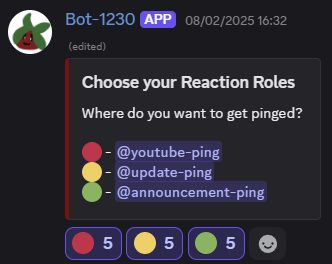 Bot-1230 APP 08/02/2025 16:32
(edited)
Choose your Reaction Roles
Where do you want to get pinged?
- @youtube-ping
- @update-ping
- @announcement-ping
5 5 5